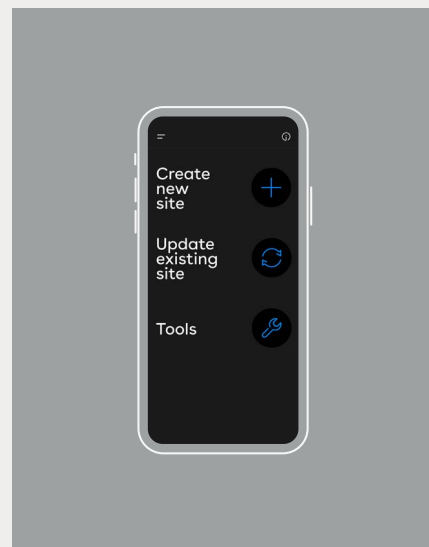 Create
new
site
Update
existing
site
Tools